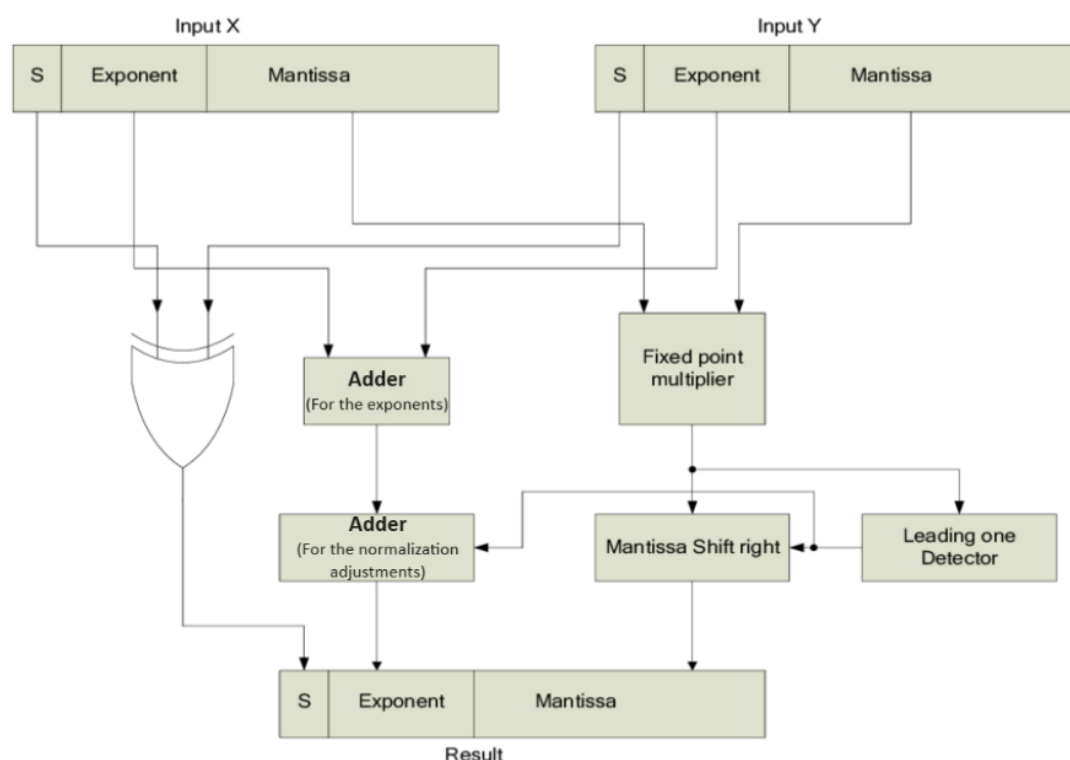 Input X
Input Y
S Exponent Mantissa
S Exponent Mantissa
Fixed point
multiplier
Adder
(For the exponents)
Adder
(For the normalization
adjustments)
Mantissa Shift right
Leading one
Detector
S Exponent Mantissa
Result